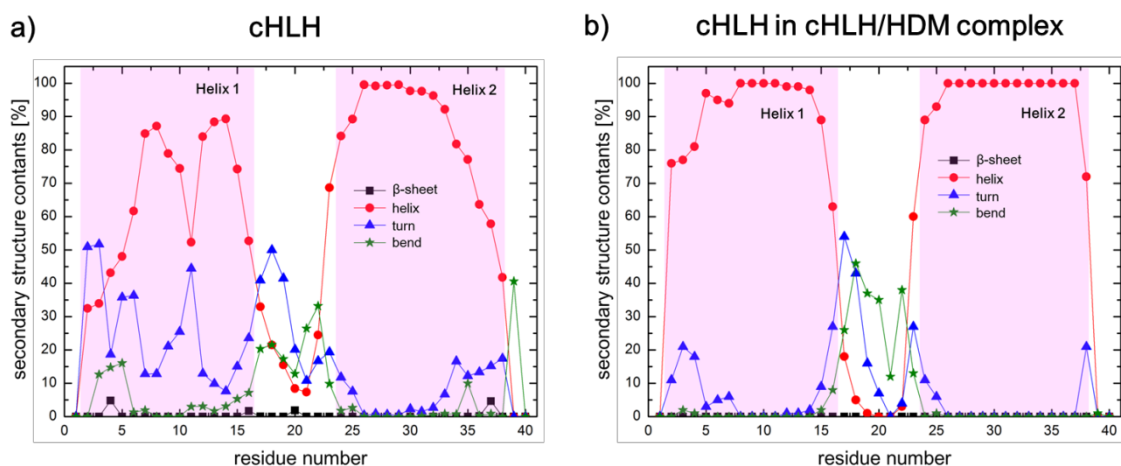 a)
cHLH
secondary structure contants [%]
100
90
80
70
60
50
40
30
20
10
0
Helix 1
Helix 2
β-sheet
helix
turn
bend
0 5 10 15 20 25 30 35 40
residue number
b)
cHLH in cHLH/HDM complex
secondary structure contants [%]
100
90
80
70
60
50
40
30
20
10
0
Helix 1
Helix 2
β-sheet
helix
turn
bend
0 5 10 15 20 25 30 35 40
residue number